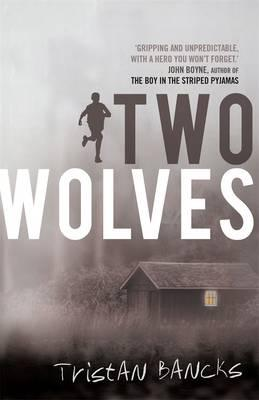 'GRIPPING AND UNPREDICTABLE,
WITH A HERO YOU WON'T FORGET.'
JOHN BOYNE, AUTHOR OF
THE BOY IN THE STRIPED PYJAMAS
TWO
WOLVES
TRISTAN BANCKS